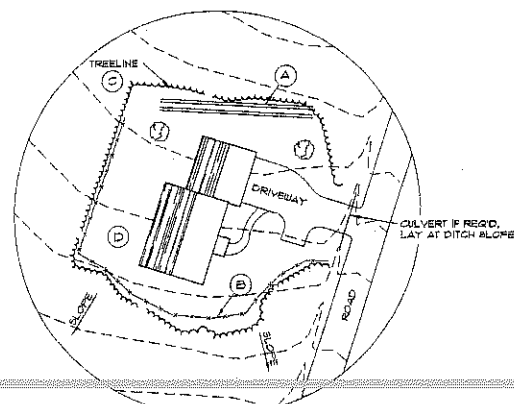 TREELINE
C
A
DRIVEWAY
CULVERT IF REQ'D,
LAY AT DITCH SLOPE
D
B
SLOPE
SLOPE
ROAD